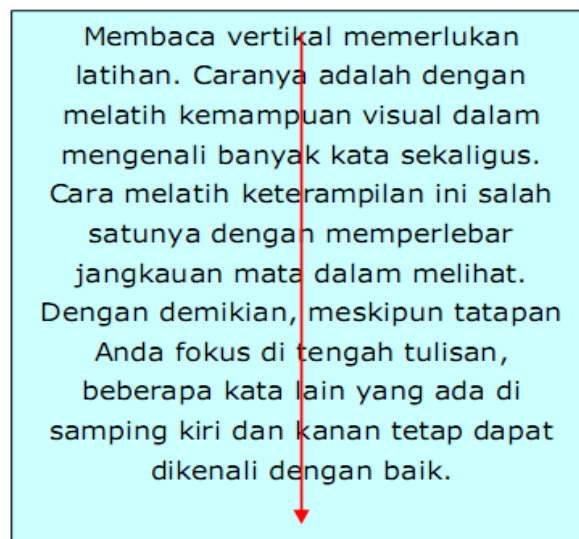 Membaca vertikal memerlukan
latihan. Caranya adalah dengan
melatih kemampuan visual dalam
mengenali banyak kata sekaligus.
Cara melatih keterampilan ini salah
satunya dengan memperlebar
jangkauan mata dalam melihat.
Dengan demikian, meskipun tatapan
Anda fokus di tengah tulisan,
beberapa kata lain yang ada di
samping kiri dan kanan tetap dapat
dikenali dengan baik.